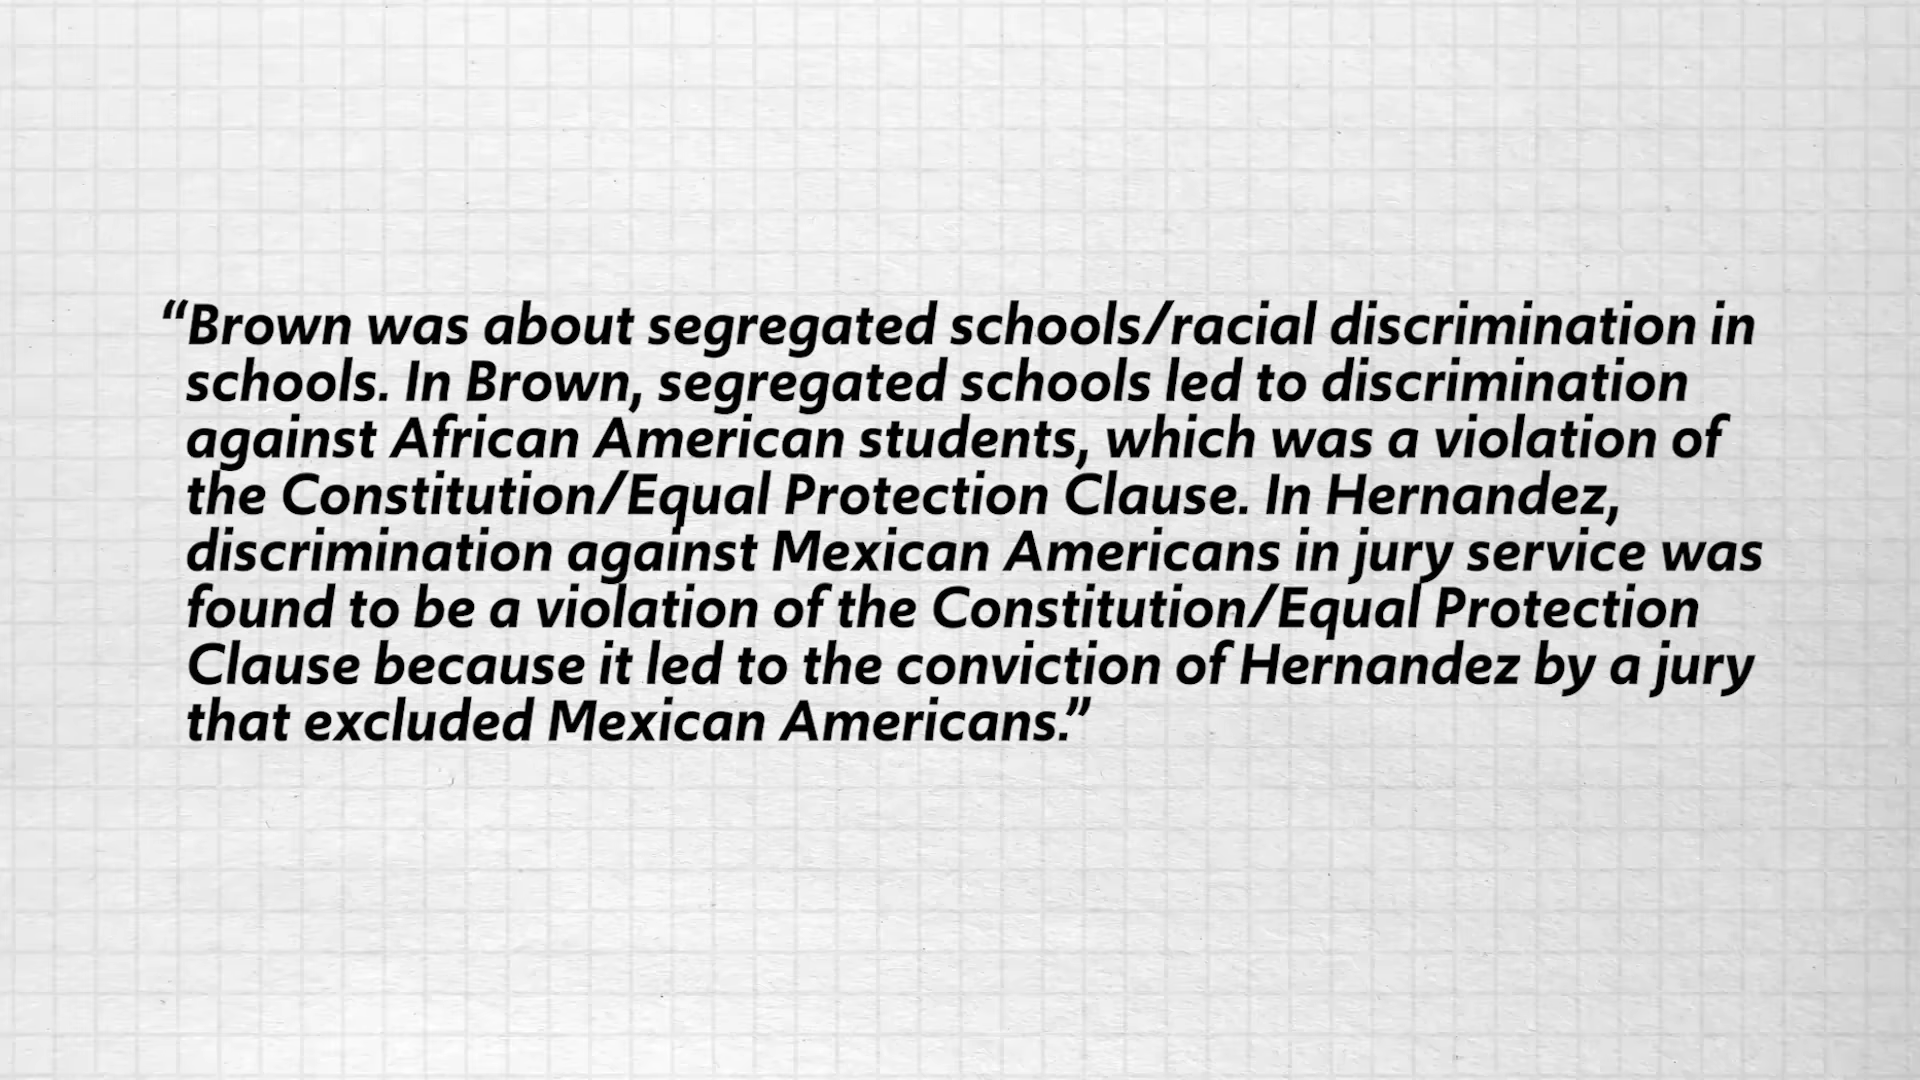 “Brown was about segregated schools/racial discrimination in
schools. In Brown, segregated schools led to discrimination
against African American students, which was a violation of
the Constitution/Equal Protection Clause. In Hernandez,
discrimination against Mexican Americans in jury service was
found to be a violation of the Constitution/Equal Protection
Clause because it led to the conviction of Hernandez by a jury
that excluded Mexican Americans.”